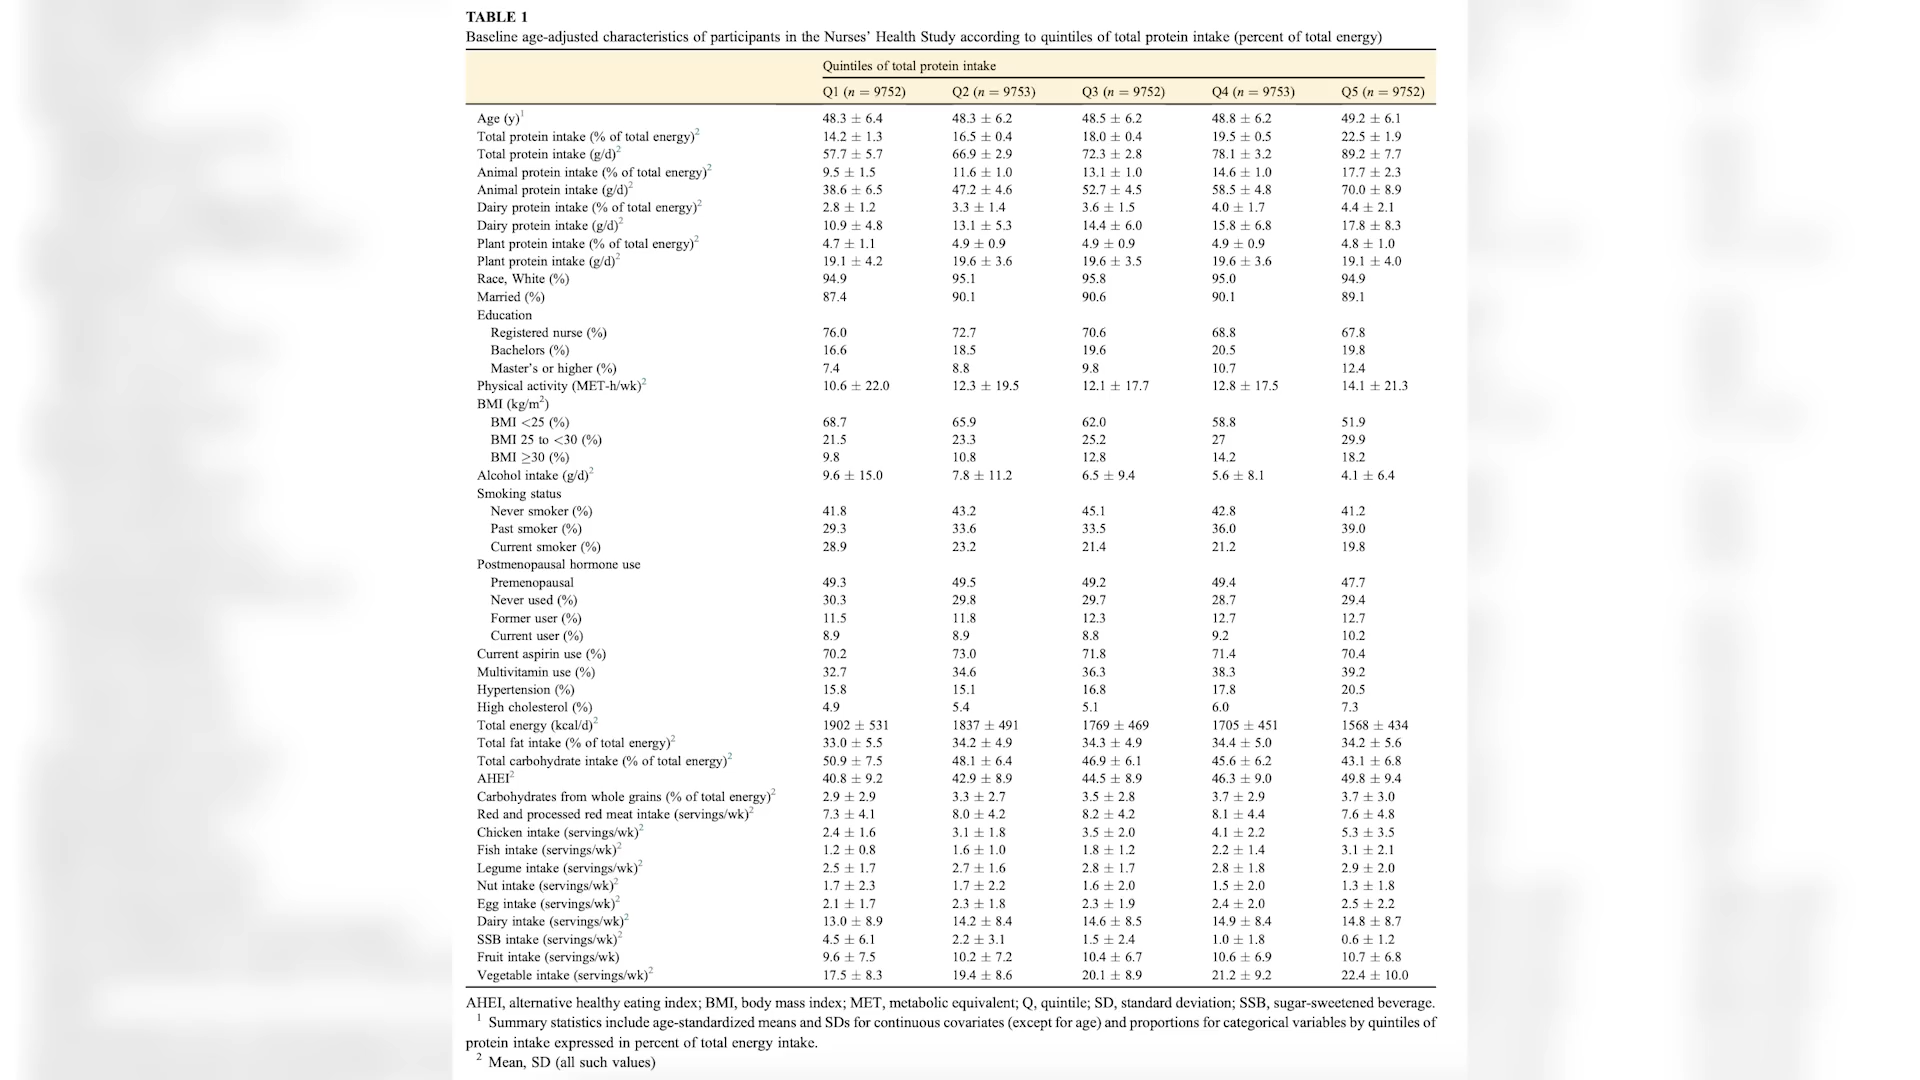 TABLE 1
Baseline age-adjusted characteristics of participants in the Nurses' Health Study according to quintiles of total protein intake (percent of total energy)
Quintiles of total protein intake
Q1 (n = 9752) Q2 (n = 9753) Q3 (n = 9752) Q4 (n = 9753) Q5 (n = 9752)
Age (y)¹ 48.3 ± 6.4 48.3 ± 6.2 48.5 ± 6.2 48.8 ± 6.2 49.2 ± 6.1
Total protein intake (% of total energy)² 14.2 ± 1.3 16.5 ± 0.4 18.0 ± 0.4 19.5 ± 0.5 22.5 ± 1.9
Total protein intake (g/d)² 57.7 ± 5.7 66.9 ± 2.9 72.3 ± 2.8 78.1 ± 3.2 89.2 ± 7.7
Animal protein intake (% of total energy)² 9.5 ± 1.5 11.6 ± 1.0 13.1 ± 1.0 14.6 ± 1.0 17.7 ± 2.3
Animal protein intake (g/d)² 38.6 ± 6.5 47.2 ± 4.6 52.7 ± 4.5 58.5 ± 4.8 70.0 ± 8.9
Dairy protein intake (% of total energy)² 2.8 ± 1.2 3.3 ± 1.4 3.6 ± 1.5 4.0 ± 1.7 4.4 ± 2.1
Dairy protein intake (g/d)² 10.9 ± 4.8 13.1 ± 5.3 14.4 ± 6.0 15.8 ± 6.8 17.8 ± 8.3
Plant protein intake (% of total energy)² 4.7 ± 1.1 4.9 ± 0.9 4.9 ± 0.9 4.9 ± 0.9 4.8 ± 1.0
Plant protein intake (g/d)² 19.1 ± 4.2 19.6 ± 3.6 19.6 ± 3.5 19.6 ± 3.6 19.1 ± 4.0
Race, White (%) 94.9 95.1 95.8 95.0 94.9
Married (%) 87.4 90.1 90.6 90.1 89.1
Education
Registered nurse (%) 76.0 72.7 70.6 68.8 67.8
Bachelors (%) 16.6 18.5 19.6 20.5 19.8
Master's or higher (%) 7.4 8.8 9.8 10.7 12.4
Physical activity (MET-h/wk)² 10.6 ± 22.0 12.3 ± 19.5 12.1 ± 17.7 12.8 ± 17.5 14.1 ± 21.3
BMI (kg/m²)
BMI <25 (%) 68.7 65.9 62.0 58.8 51.9
BMI 25 to <30 (%) 21.5 23.3 25.2 27 29.9
BMI ≥30 (%) 9.8 10.8 12.8 14.2 18.2
Alcohol intake (g/d)² 9.6 ± 15.0 7.8 ± 11.2 6.5 ± 9.4 5.6 ± 8.1 4.1 ± 6.4
Smoking status
Never smoker (%) 41.8 43.2 45.1 42.8 41.2
Past smoker (%) 29.3 33.6 33.5 36.0 39.0
Current smoker (%) 28.9 23.2 21.4 21.2 19.8
Postmenopausal hormone use
Premenopausal 49.3 49.5 49.2 49.4 47.7
Never used (%) 30.3 29.8 29.7 28.7 29.4
Former user (%) 11.5 11.8 12.3 12.7 12.7
Current user (%) 8.9 8.9 8.8 9.2 10.2
Current aspirin use (%) 70.2 73.0 71.8 71.4 70.4
Multivitamin use (%) 32.7 34.6 36.3 38.3 39.2
Hypertension (%) 15.8 15.1 16.8 17.8 20.5
High cholesterol (%) 4.9 5.4 5.1 6.0 7.3
Total energy (kcal/d)² 1902 ± 531 1837 ± 491 1769 ± 469 1705 ± 451 1568 ± 434
Total fat intake (% of total energy)² 33.0 ± 5.5 34.2 ± 4.9 34.3 ± 4.9 34.4 ± 5.0 34.2 ± 5.6
Total carbohydrate intake (% of total energy)² 50.9 ± 7.5 48.1 ± 6.4 46.9 ± 6.1 45.6 ± 6.2 43.1 ± 6.8
AHEI² 40.8 ± 9.2 42.9 ± 8.9 44.5 ± 8.9 46.3 ± 9.0 49.8 ± 9.4
Carbohydrates from whole grains (% of total energy)² 2.9 ± 2.9 3.3 ± 2.7 3.5 ± 2.8 3.7 ± 2.9 3.7 ± 3.0
Red and processed red meat intake (servings/wk)² 7.3 ± 4.1 8.0 ± 4.2 8.2 ± 4.2 8.1 ± 4.4 7.6 ± 4.8
Chicken intake (servings/wk)² 2.4 ± 1.6 3.1 ± 1.8 3.5 ± 2.0 4.1 ± 2.2 5.3 ± 3.5
Fish intake (servings/wk)² 1.2 ± 0.8 1.6 ± 1.0 1.8 ± 1.2 2.2 ± 1.4 3.1 ± 2.1
Legume intake (servings/wk)² 2.5 ± 1.7 2.7 ± 1.6 2.8 ± 1.7 2.8 ± 1.8 2.9 ± 2.0
Nut intake (servings/wk)² 1.7 ± 2.3 1.7 ± 2.2 1.6 ± 2.0 1.5 ± 2.0 1.3 ± 1.8
Egg intake (servings/wk)² 2.1 ± 1.7 2.3 ± 1.8 2.3 ± 1.9 2.4 ± 2.0 2.5 ± 2.2
Dairy intake (servings/wk)² 13.0 ± 8.9 14.2 ± 8.4 14.6 ± 8.5 14.9 ± 8.4 14.8 ± 8.7
SSB intake (servings/wk)² 4.5 ± 6.1 2.2 ± 3.1 1.5 ± 2.4 1.0 ± 1.8 0.6 ± 1.2
Fruit intake (servings/wk) 9.6 ± 7.5 10.2 ± 7.2 10.4 ± 6.7 10.6 ± 6.9 10.7 ± 6.8
Vegetable intake (servings/wk)² 17.5 ± 8.3 19.4 ± 8.6 20.1 ± 8.9 21.2 ± 9.2 22.4 ± 10.0
AHEI, alternative healthy eating index; BMI, body mass index; MET, metabolic equivalent; Q, quintile; SD, standard deviation; SSB, sugar-sweetened beverage.
¹ Summary statistics include age-standardized means and SDs for continuous covariates (except for age) and proportions for categorical variables by quintiles of
protein intake expressed in percent of total energy intake.
² Mean, SD (all such values)